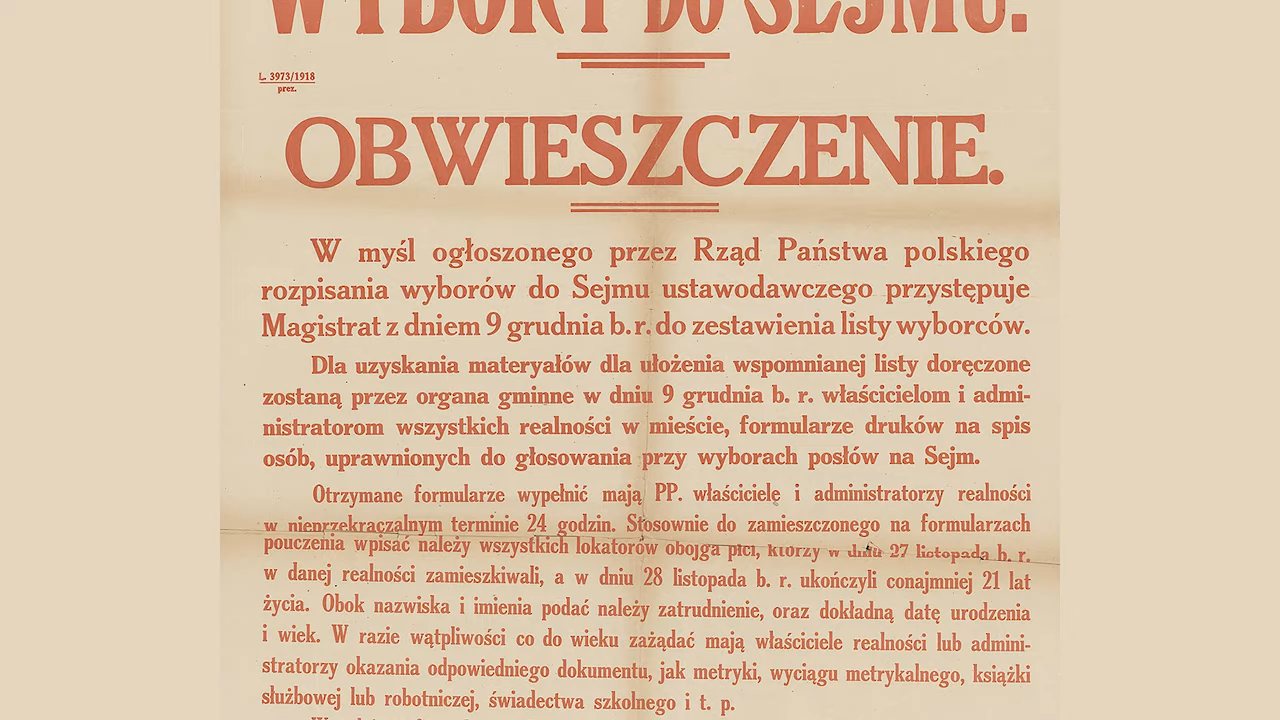 WYBORY DO SEJMU.
L. 3973/1918
prez.
OBWIESZCZENIE.
W myśl ogłoszonego przez Rząd Państwa polskiego
rozpisania wyborów do Sejmu ustawodawczego przystępuje
Magistrat z dniem 9 grudnia b. r. do zestawienia listy wyborców.
Dla uzyskania materyałów dla ułożenia wspomnianej listy doręczone
zostaną przez organa gminne w dniu 9 grudnia b. r. właścicielom i admi-
nistratorom wszystkich realności w mieście, formularze druków na spis
osób, uprawnionych do głosowania przy wyborach posłów na Sejm.
Otrzymane formularze wypełnić mają PP. właściciele i administratorzy realności
w nieprzekraczalnym terminie 24 godzin. Stosownie do zamieszczonego na formularzach
pouczenia wpisać należy wszystkich lokatorów obojga płci, którzy w dniu 27 listopada b. r.
w danej realności zamieszkiwali, a w dniu 28 listopada b. r. ukończyli conajmniej 21 lat
życia. Obok nazwiska i imienia podać należy zatrudnienie, oraz dokładną datę urodzenia
i wiek. W razie wątpliwości co do wieku zażądać mają właściciele realności lub admini-
stratorzy okazania odpowiedniego dokumentu, jak metryki, wyciągu metrykalnego, książki
służbowej lub robotniczej, świadectwa szkolnego i t. p.